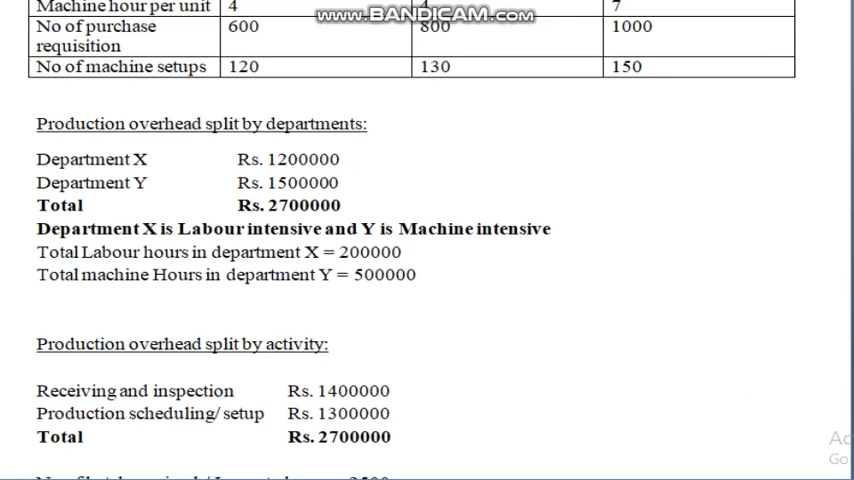 www.BANDICAM.com
Machine hour per unit 4 4 7
No of purchase 600 800 1000
requisition
No of machine setups 120 130 150
Production overhead split by departments:
Department X Rs. 1200000
Department Y Rs. 1500000
Total Rs. 2700000
Department X is Labour intensive and Y is Machine intensive
Total Labour hours in department X = 200000
Total machine Hours in department Y = 500000
Production overhead split by activity:
Receiving and inspection Rs. 1400000
Production scheduling/ setup Rs. 1300000
Total Rs. 2700000
Go